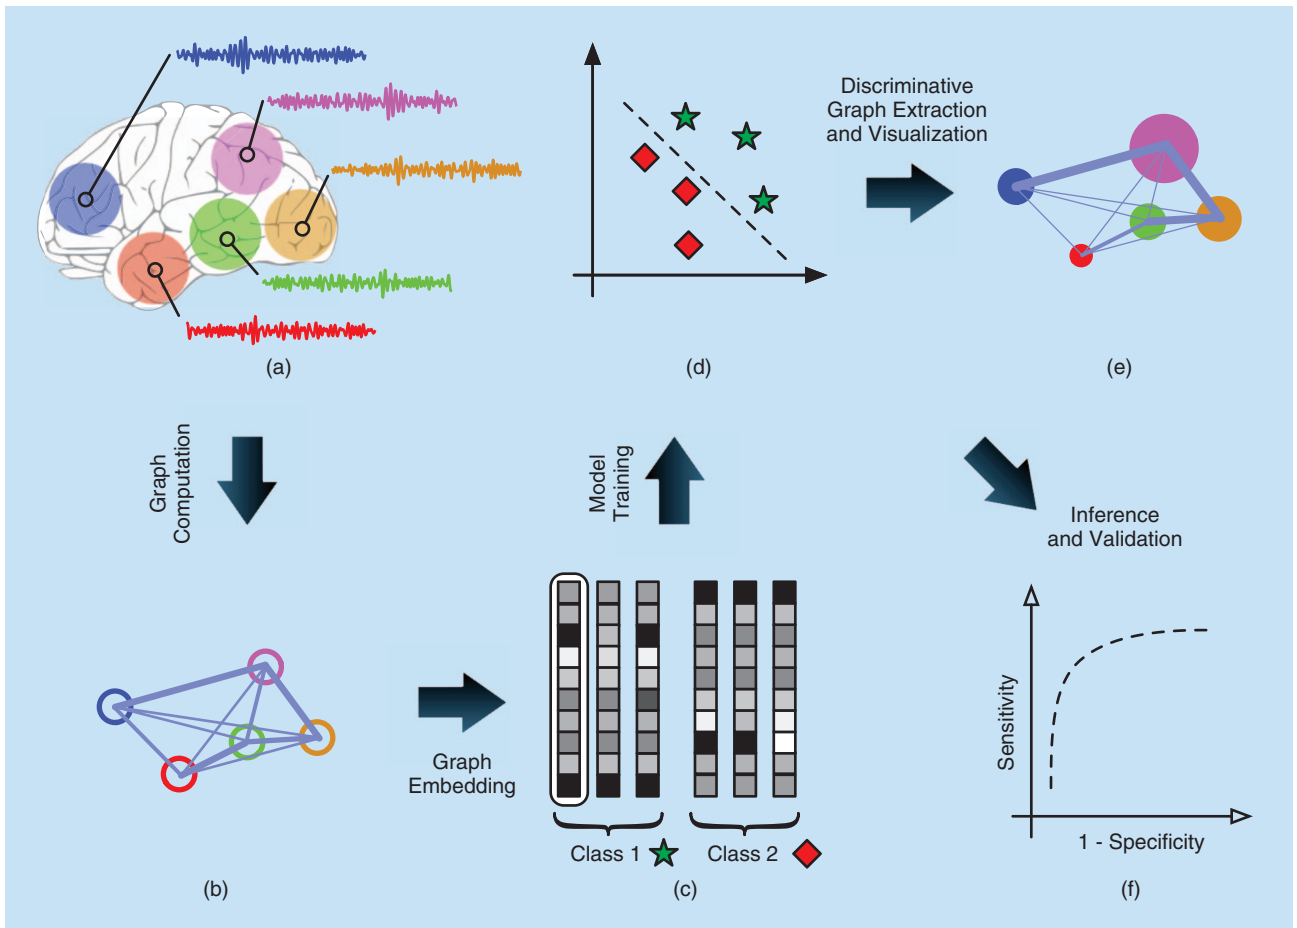 Discriminative
Graph Extraction
and Visualization
(a)
(d)
(e)
Graph
Computation
Model
Training
Inference
and Validation
Graph
Embedding
Sensitivity
1 - Specificity
Class 1
Class 2
(b)
(c)
(f)